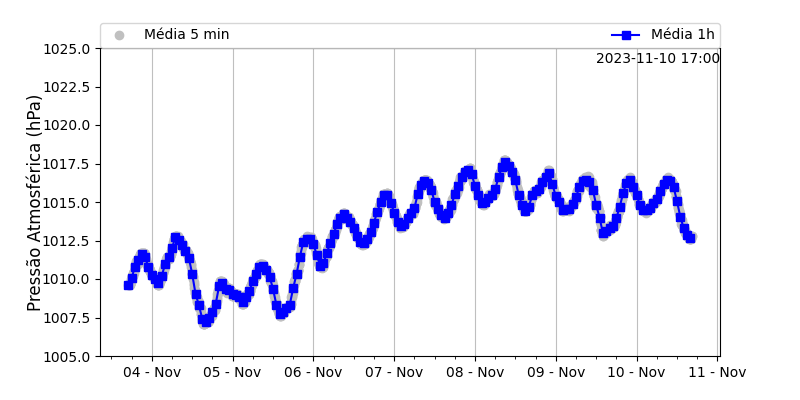 Média 5 min
Média 1h
2023-11-10 17:00
Pressão Atmosférica (hPa)
1025.0
1022.5
1020.0
1017.5
1015.0
1012.5
1010.0
1007.5
1005.0
04 - Nov
05 - Nov
06 - Nov
07 - Nov
08 - Nov
09 - Nov
10 - Nov
11 - Nov